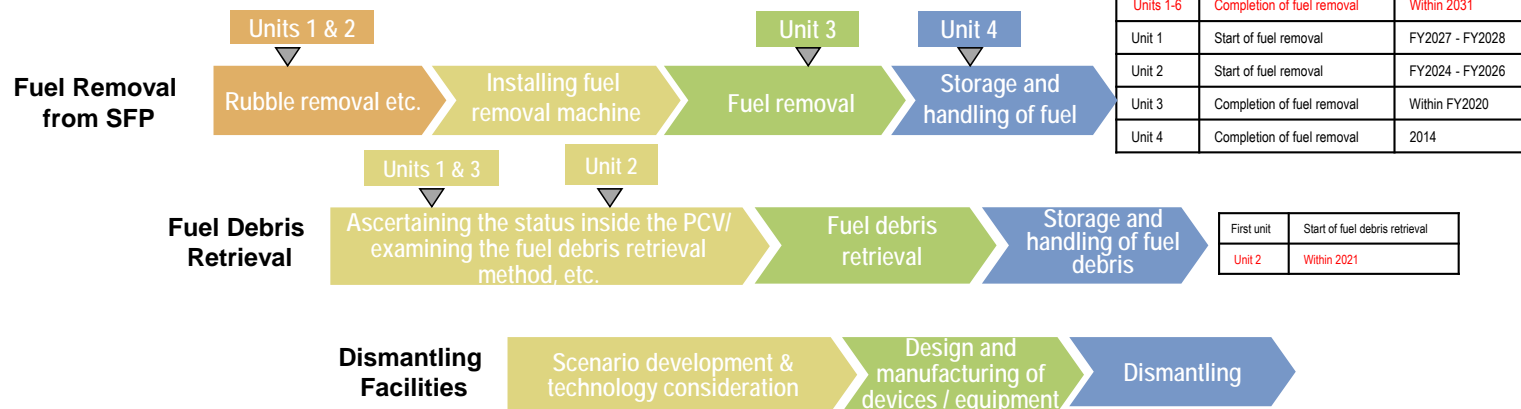 Units 1 & 2
Unit 3
Unit 4
Fuel Removal
from SFP
Rubble removal etc.
Installing fuel
removal machine
Fuel removal
Storage and
handling of fuel
Units 1-6 Completion of fuel removal Within 2031
Unit 1 Start of fuel removal FY2027 - FY2028
Unit 2 Start of fuel removal FY2024 - FY2026
Unit 3 Completion of fuel removal Within FY2020
Unit 4 Completion of fuel removal 2014
Units 1 & 3
Unit 2
Fuel Debris
Retrieval
Ascertaining the status inside the PCV/
examining the fuel debris retrieval
method, etc.
Fuel debris
retrieval
Storage and
handling of fuel
debris
First unit Start of fuel debris retrieval
Unit 2 Within 2021
Dismantling
Facilities
Scenario development &
technology consideration
Design and
manufacturing of
devices / equipment
Dismantling